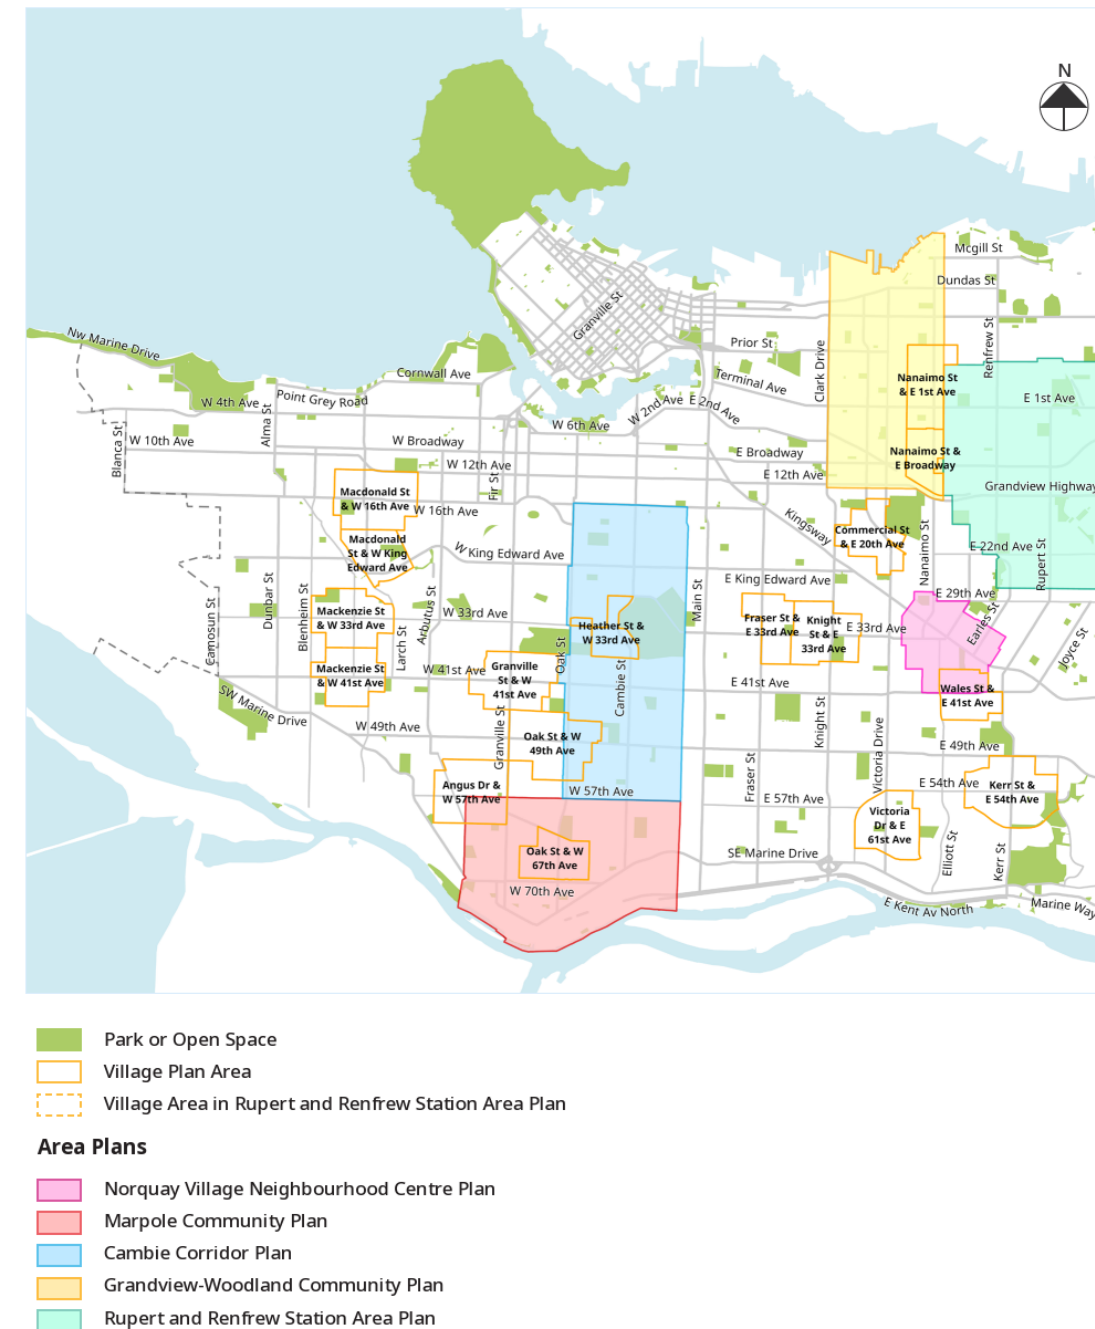 N
Mcgill St
Dundas St
Granville St
Renfrew St
Nw Marine Drive
Prior St
Clark Drive
Cornwall Ave
Terminal Ave
Nanaimo St
& E 1st Ave
E 1st Ave
Point Grey Road
W 4th Ave
Alma St
W 2nd Ave
E 2nd Ave
W 6th Ave
Blanca St
W 10th Ave
W Broadway
E Broadway
Nanaimo St &
E Broadway
W 12th Ave
E 12th Ave
Fir St
Grandview Highway
Macdonald St
& W 16th Ave
W 16th Ave
Kingsway
Commercial St
& E 20th Ave
Macdonald
St & W King
Edward Ave
W King Edward Ave
Nanaimo St
E 22nd Ave
Rupert St
E King Edward Ave
Dunbar St
Blenheim St
Camosun St
Main St
E 29th Ave
Mackenzie St
& W 33rd Ave
Arbutus St
W 33rd Ave
Heather St &
W 33rd Ave
Fraser St &
E 33rd Ave
Knight
St & E
33rd Ave
E 33rd Ave
Earles St
Joyce St
Larch St
Oak St
Mackenzie St
& W 41st Ave
W 41st Ave
Granville
St & W
41st Ave
Cambie St
E 41st Ave
Wales St &
E 41st Ave
SW Marine Drive
W 49th Ave
Granville St
Oak St & W
49th Ave
Knight St
Victoria Drive
E 49th Ave
Fraser St
Angus Dr &
W 57th Ave
W 57th Ave
E 57th Ave
E 54th Ave
Kerr St &
E 54th Ave
Victoria
Dr & E
61st Ave
Oak St & W
67th Ave
SE Marine Drive
Elliott St
Kerr St
W 70th Ave
E Kent Av North
Marine Way
Park or Open Space
Village Plan Area
Village Area in Rupert and Renfrew Station Area Plan
Area Plans
Norquay Village Neighbourhood Centre Plan
Marpole Community Plan
Cambie Corridor Plan
Grandview-Woodland Community Plan
Rupert and Renfrew Station Area Plan